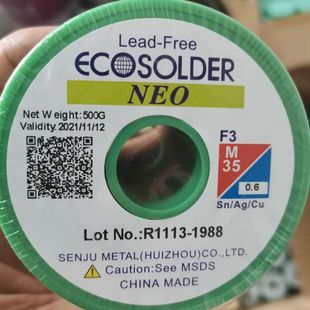 Lead-Free
ECOSOLDER
NEO
Net Weight:500G
Validity.2021/11/12
F3
M
35
0.6
Sn/Ag/Cu
Lot No.:R1113-1988
SENJU METAL(HUIZHOU)CO.,LTD.
Caution:See MSDS
CHINA MADE